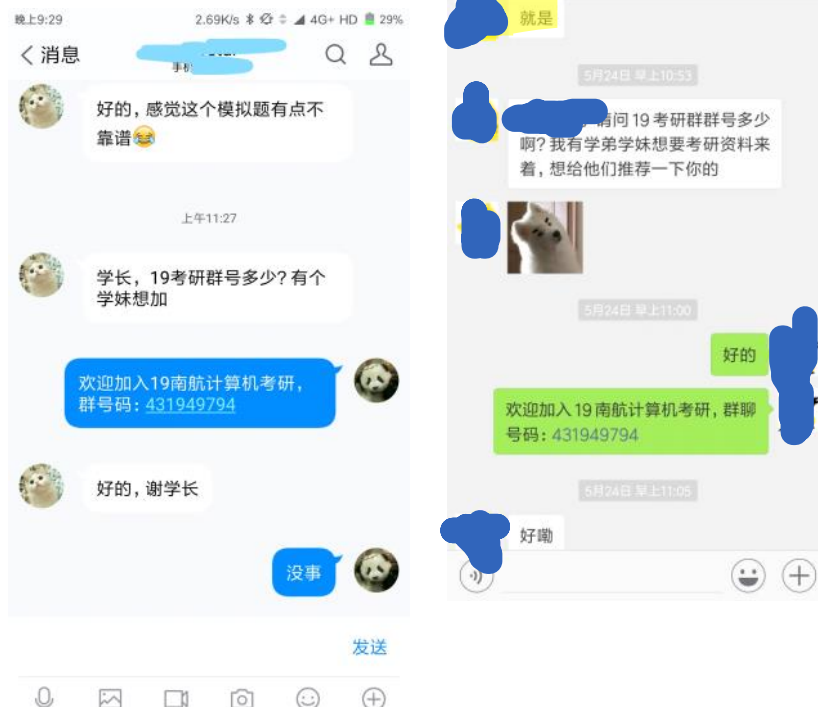 晚上9:29
2.69K/s
4G+ HD
29%
消息
好的，感觉这个模拟题有点不
靠谱😂
上午11:27
学长，19考研群号多少？有个
学妹想加
欢迎加入19南航计算机考研，
群号码：431949794
好的，谢学长
没事
发送
就是
5月24日 早上10:53
请问19考研群群号多少
啊？我有学弟学妹想要考研资料来
着，想给他们推荐一下你的
5月24日 早上11:00
好的
欢迎加入19南航计算机考研，群聊
号码：431949794
5月24日 早上11:05
好嘞